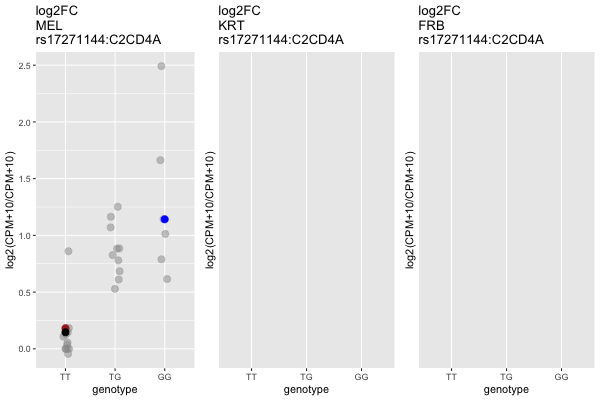 log2FC
MEL
rs17271144:C2CD4A
log2(CPM+10/CPM+10)
2.5
2.0
1.5
1.0
0.5
0.0
TT TG GG
genotype
log2FC
KRT
rs17271144:C2CD4A
log2(CPM+10/CPM+10)
TT TG GG
genotype
log2FC
FRB
rs17271144:C2CD4A
log2(CPM+10/CPM+10)
TT TG GG
genotype